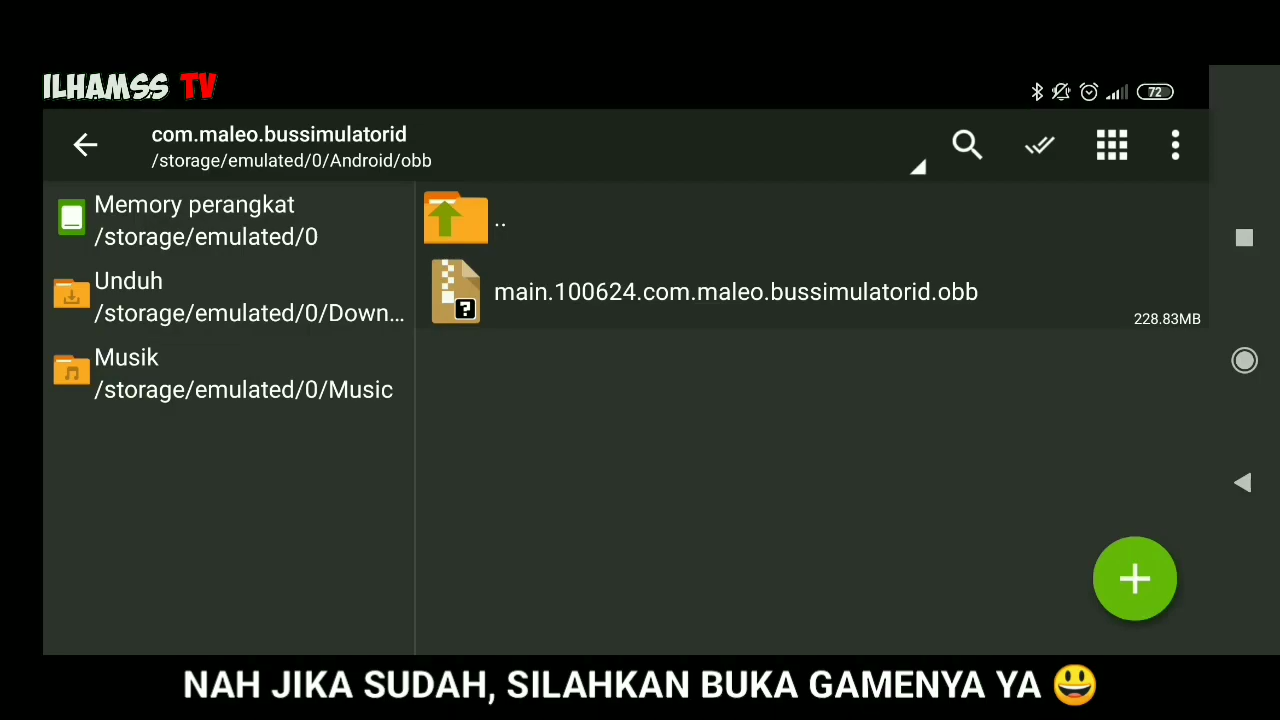 ILHAMSS TV
72
com.maleo.bussimulatorid
/storage/emulated/0/Android/obb
Memory perangkat
/storage/emulated/0
Unduh
/storage/emulated/0/Down...
Musik
/storage/emulated/0/Music
..
main.100624.com.maleo.bussimulatorid.obb
228.83MB
NAH JIKA SUDAH, SILAHKAN BUKA GAMENYA YA 😃